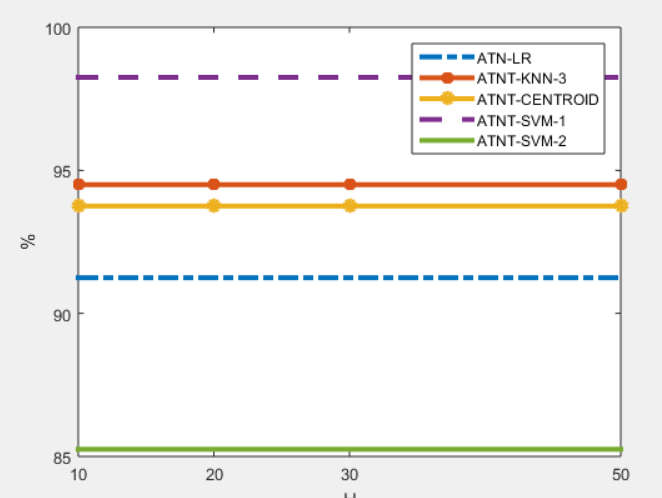 100
95
90
85
%
10
20
30
50
ATN-LR
ATNT-KNN-3
ATNT-CENTROID
ATNT-SVM-1
ATNT-SVM-2